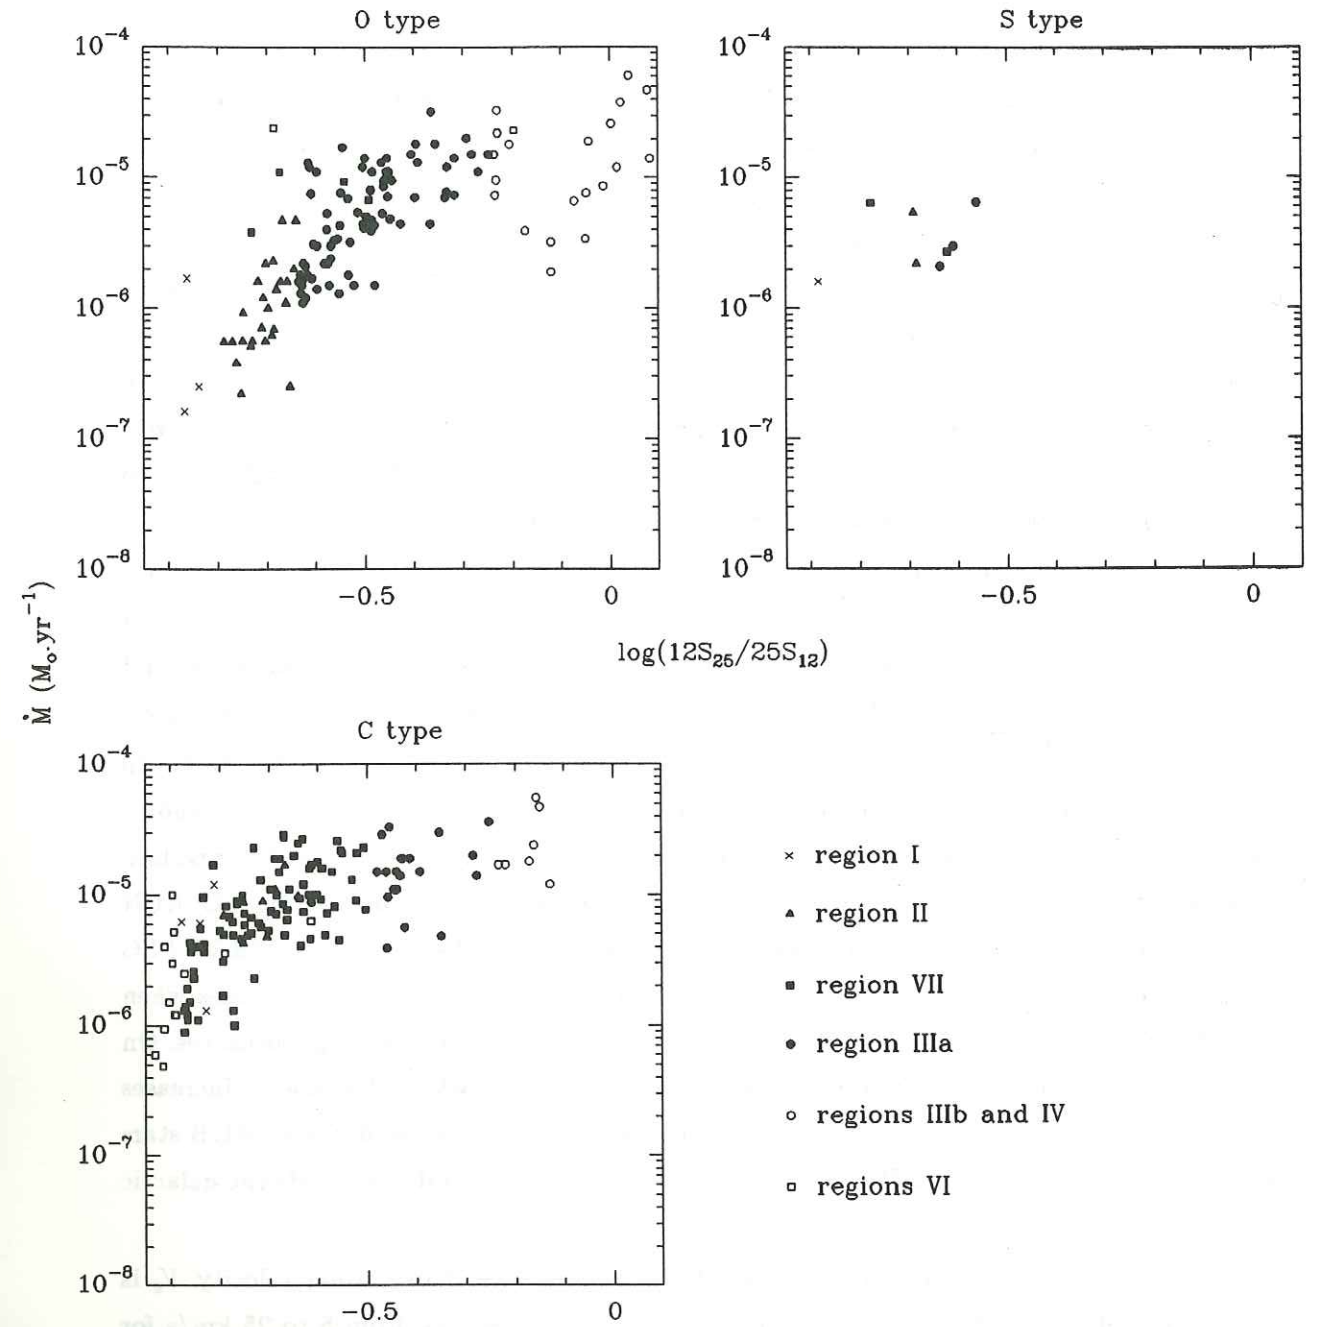 O type
10⁻⁴
10⁻⁵
10⁻⁶
10⁻⁷
10⁻⁸
−0.5 0
S type
10⁻⁴
10⁻⁵
10⁻⁶
10⁻⁷
10⁻⁸
−0.5 0
Ṁ (M₀.yr⁻¹)
log(12S₂₅/25S₁₂)
C type
10⁻⁴
10⁻⁵
10⁻⁶
10⁻⁷
10⁻⁸
−0.5 0
× region I
▲ region II
■ region VII
● region IIIa
○ regions IIIb and IV
□ regions VI